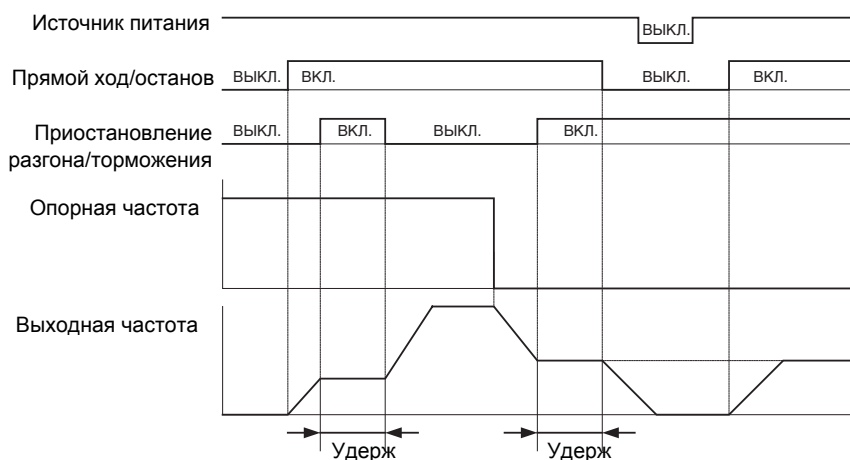 Источник питания
ВЫКЛ.
Прямой ход/останов
ВЫКЛ. ВКЛ. ВЫКЛ. ВКЛ.
Приостановление
разгона/торможения
ВЫКЛ. ВКЛ. ВЫКЛ. ВКЛ.
Опорная частота
Выходная частота
Удерж Удерж